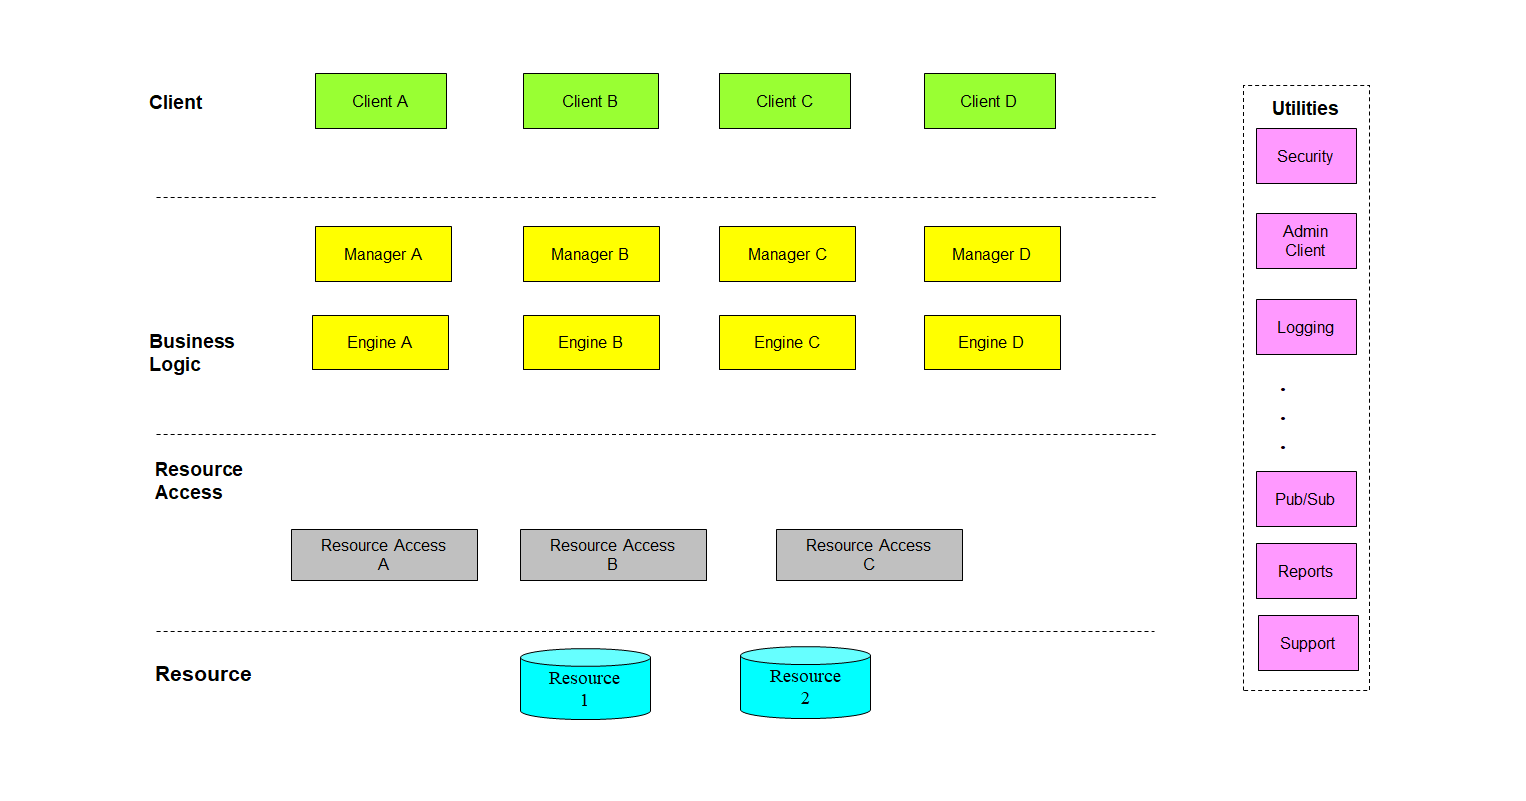 Client
Client A
Client B
Client C
Client D
Manager A
Manager B
Manager C
Manager D
Business
Logic
Engine A
Engine B
Engine C
Engine D
Resource
Access
Resource Access
A
Resource Access
B
Resource Access
C
Resource
Resource
1
Resource
2
Utilities
Security
Admin
Client
Logging
.
.
.
Pub/Sub
Reports
Support